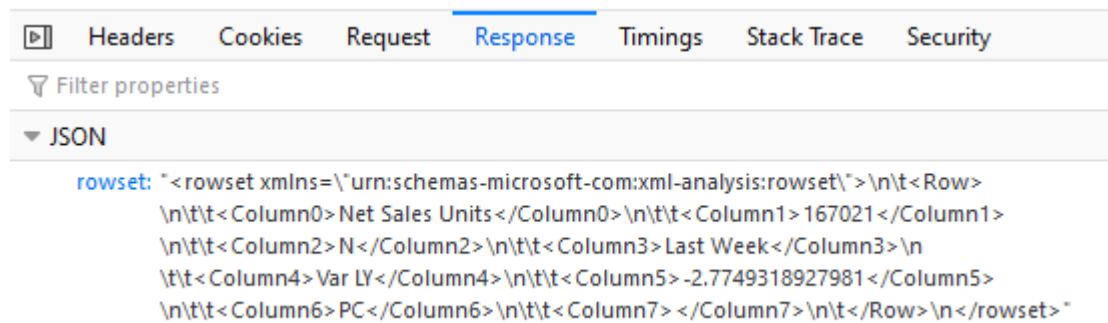 Headers Cookies Request Response Timings Stack Trace Security
Filter properties
JSON
rowset: "<rowset xmlns=\"urn:schemas-microsoft-com:xml-analysis:rowset\">\n\t<Row>
\n\t\t<Column0>Net Sales Units</Column0>\n\t\t<Column1>167021</Column1>
\n\t\t<Column2>N</Column2>\n\t\t<Column3>Last Week</Column3>\n
\t\t<Column4>Var LY</Column4>\n\t\t<Column5>-2.7749318927981</Column5>
\n\t\t<Column6>PC</Column6>\n\t\t<Column7></Column7>\n\t</Row>\n</rowset>"